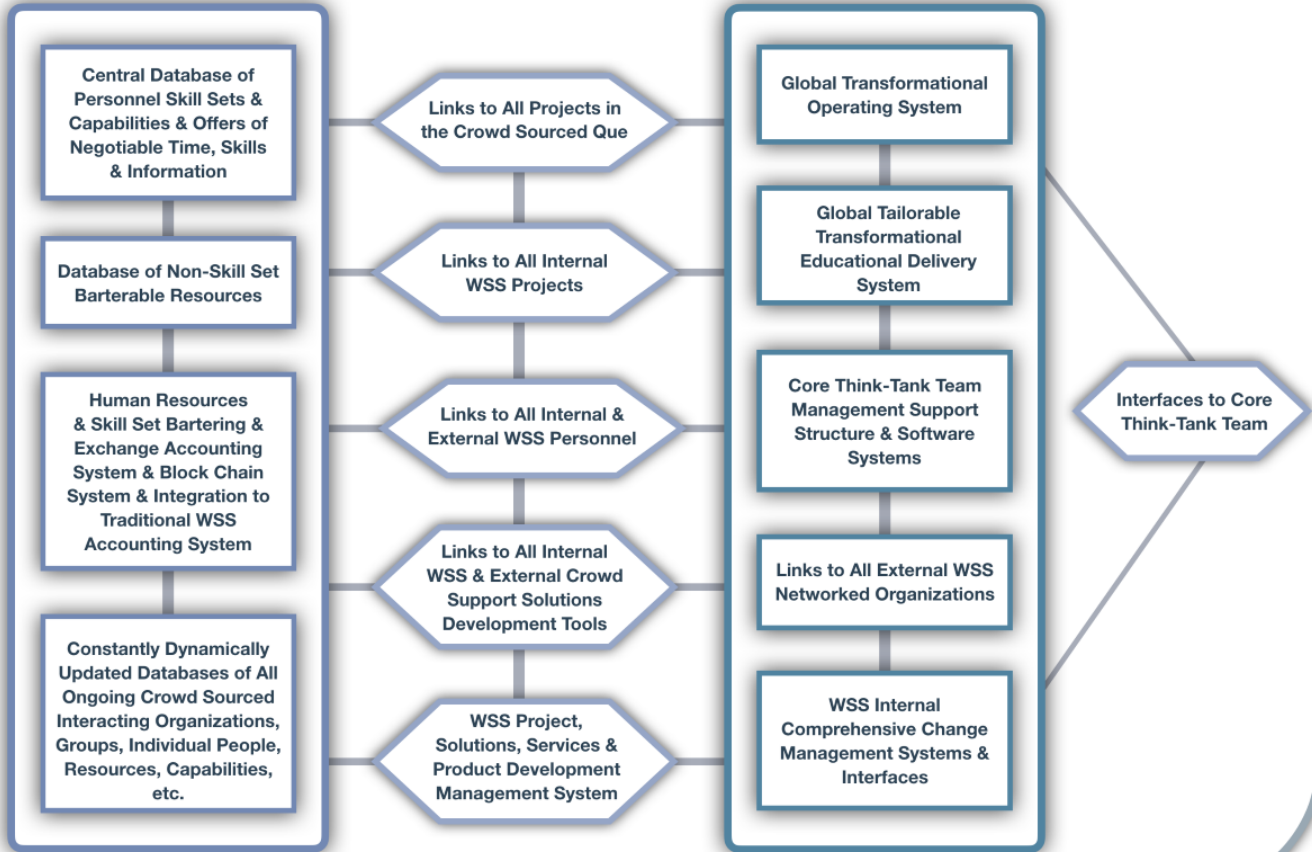 Central Database of
Personnel Skill Sets &
Capabilities & Offers of
Negotiable Time, Skills
& Information
Database of Non-Skill Set
Barterable Resources
Human Resources
& Skill Set Bartering &
Exchange Accounting
System & Block Chain
System & Integration to
Traditional WSS
Accounting System
Constantly Dynamically
Updated Databases of All
Ongoing Crowd Sourced
Interacting Organizations,
Groups, Individual People,
Resources, Capabilities,
etc.
Links to All Projects in
the Crowd Sourced Que
Links to All Internal
WSS Projects
Links to All Internal &
External WSS Personnel
Links to All Internal
WSS & External Crowd
Support Solutions
Development Tools
WSS Project,
Solutions, Services &
Product Development
Management System
Global Transformational
Operating System
Global Tailorable
Transformational
Educational Delivery
System
Core Think-Tank Team
Management Support
Structure & Software
Systems
Links to All External WSS
Networked Organizations
WSS Internal
Comprehensive Change
Management Systems &
Interfaces
Interfaces to Core
Think-Tank Team